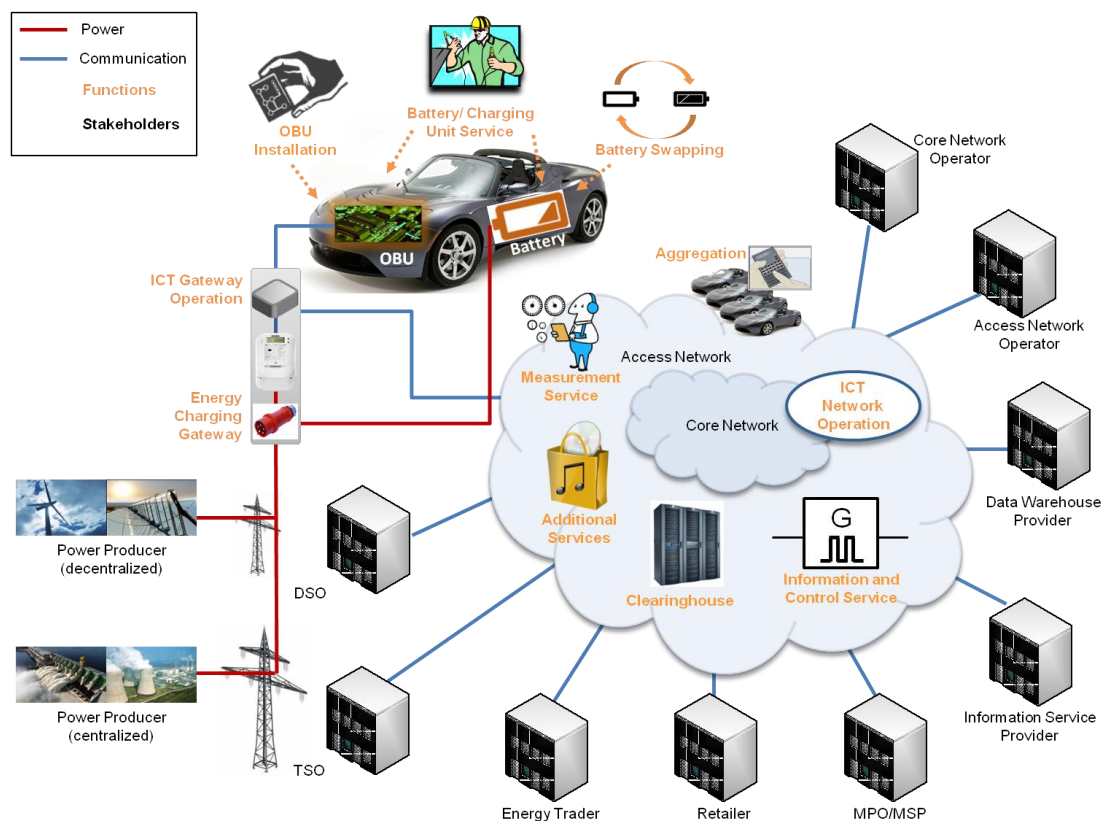 Power
Communication
Functions
Stakeholders
OBU
Installation
Battery/ Charging
Unit Service
Battery Swapping
Core Network
Operator
OBU
Battery
ICT Gateway
Operation
Aggregation
Access Network
Operator
Access Network
Measurement
Service
ICT
Network
Operation
Energy
Charging
Gateway
Core Network
Data Warehouse
Provider
Power Producer
(decentralized)
DSO
Additional
Services
G
Information and
Control Service
Clearinghouse
Power Producer
(centralized)
TSO
Information Service
Provider
Energy Trader
Retailer
MPO/MSP